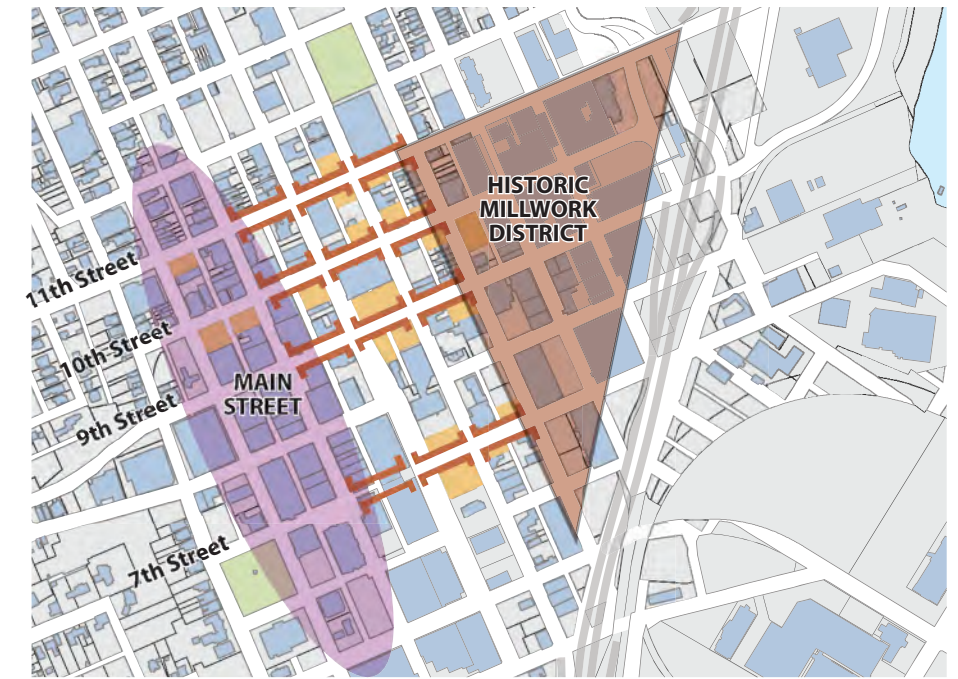 HISTORIC
MILLWORK
DISTRICT
11th Street
10th Street
9th Street
MAIN
STREET
7th Street